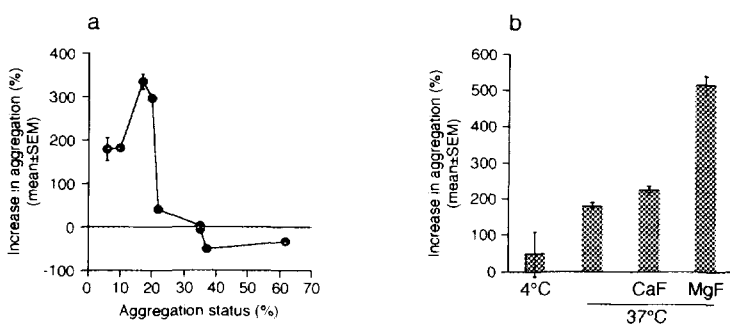 a
Increase in aggregation (%)
(mean±SEM)
400
300
200
100
0
-100
0 10 20 30 40 50 60 70
Aggregation status (%)
b
Increase in aggregation (%)
(mean±SEM)
600
500
400
300
200
100
0
4°C CaF MgF
37°C